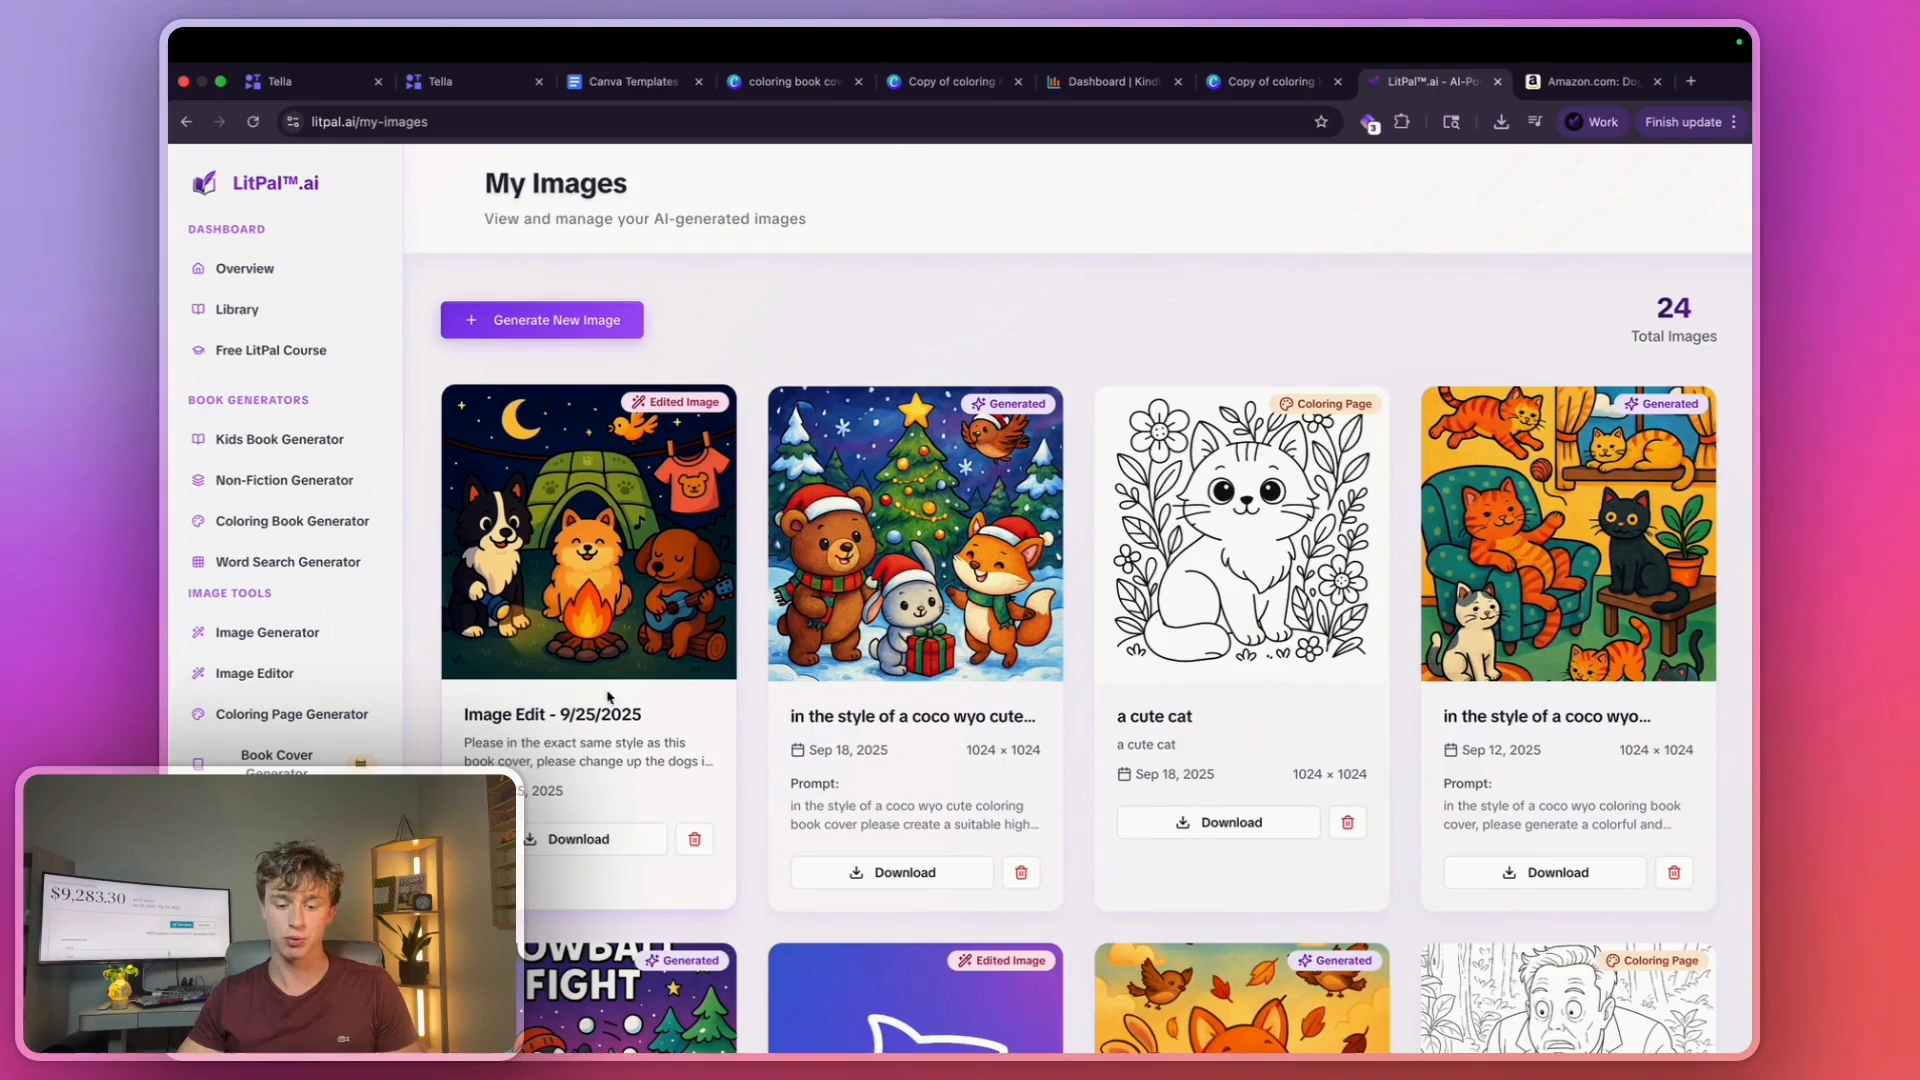 Tella
Tella
Canva Templates
coloring book cov
Copy of coloring b
Dashboard | Kindl
Copy of coloring b
LitPal™.ai - AI-Po
Amazon.com: Dog
litpal.ai/my-images
3
Work
Finish update
LitPal™.ai
DASHBOARD
Overview
Library
Free LitPal Course
BOOK GENERATORS
Kids Book Generator
Non-Fiction Generator
Coloring Book Generator
Word Search Generator
IMAGE TOOLS
Image Generator
Image Editor
Coloring Page Generator
Book Cover
Generator
My Images
View and manage your AI-generated images
+ Generate New Image
24
Total Images
Edited Image
Image Edit - 9/25/2025
Please in the exact same style as this
book cover, please change up the dogs i...
5, 2025
Download
Generated
in the style of a coco wyo cute...
Sep 18, 2025
1024 × 1024
Prompt:
in the style of a coco wyo cute coloring
book cover please create a suitable high...
Download
Coloring Page
a cute cat
a cute cat
Sep 18, 2025
1024 × 1024
Download
Generated
in the style of a coco wyo...
Sep 12, 2025
1024 × 1024
Prompt:
in the style of a coco wyo coloring book
cover, please generate a colorful and...
Download
OWBALL
FIGHT
Generated
Edited Image
Generated
Coloring Page
$9,283.30